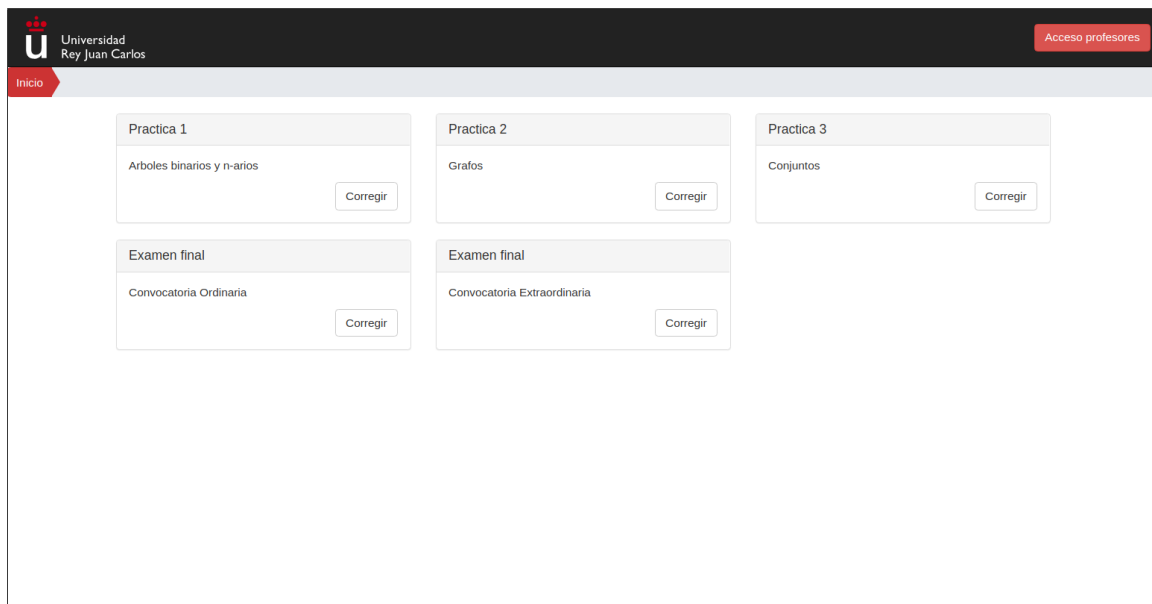 Universidad
Rey Juan Carlos
Acceso profesores
Inicio
Practica 1
Arboles binarios y n-arios
Corregir
Practica 2
Grafos
Corregir
Practica 3
Conjuntos
Corregir
Examen final
Convocatoria Ordinaria
Corregir
Examen final
Convocatoria Extraordinaria
Corregir